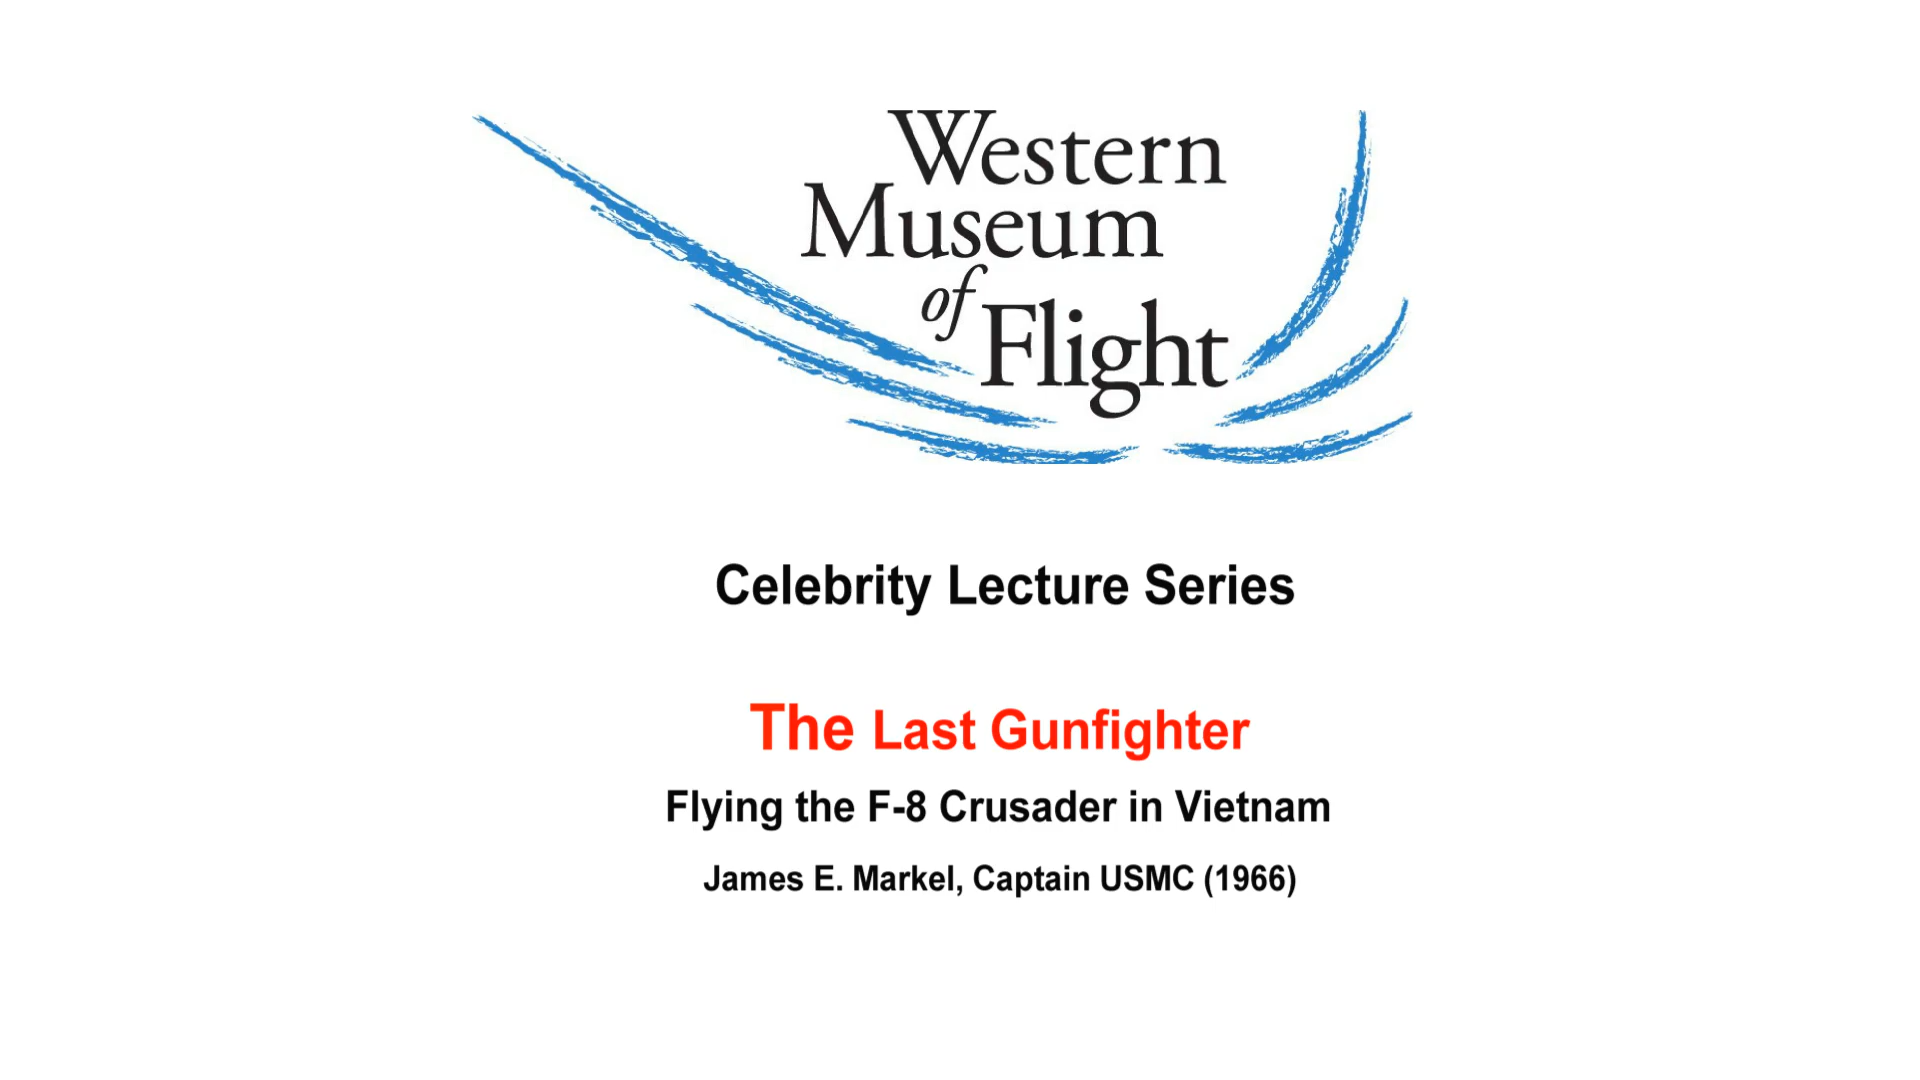 Western
Museum
of Flight
Celebrity Lecture Series
The Last Gunfighter
Flying the F-8 Crusader in Vietnam
James E. Markel, Captain USMC (1966)